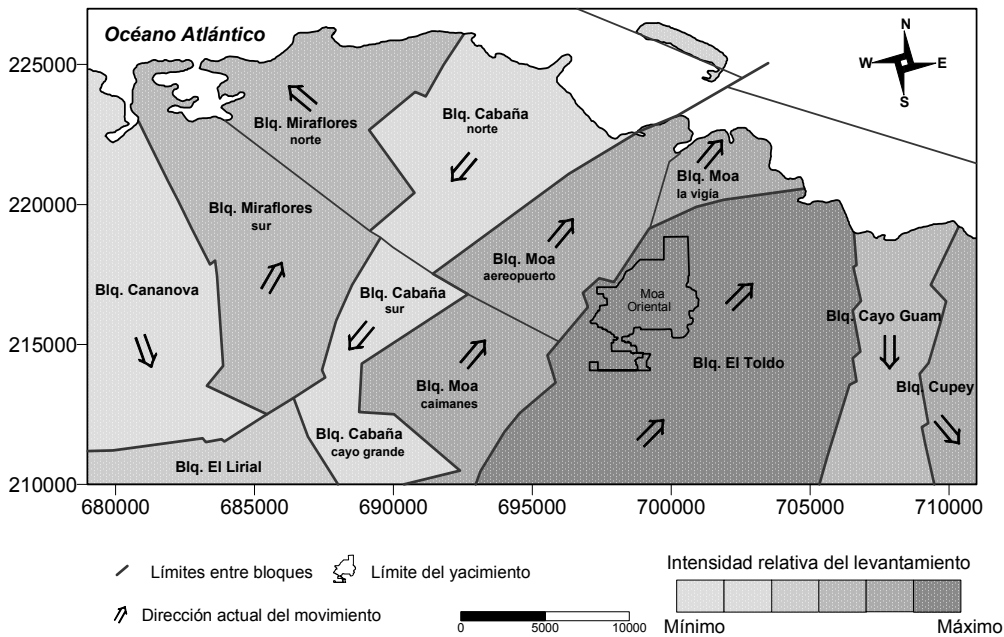 Océano Atlántico
N
W E
S
225000
220000
215000
210000
Blq. Miraflores
norte
Blq. Cabaña
norte
Blq. Moa
la vigía
Blq. Miraflores
sur
Blq. Moa
aereopuerto
Blq. Cananova
Blq. Cabaña
sur
Moa
Oriental
Blq. Cayo Guam
Blq. Moa
caimanes
Blq. El Toldo
Blq. Cupey
Blq. Cabaña
cayo grande
Blq. El Lirial
680000 685000 690000 695000 700000 705000 710000
Límites entre bloques
Límite del yacimiento
Dirección actual del movimiento
0 5000 10000
Intensidad relativa del levantamiento
Mínimo Máximo